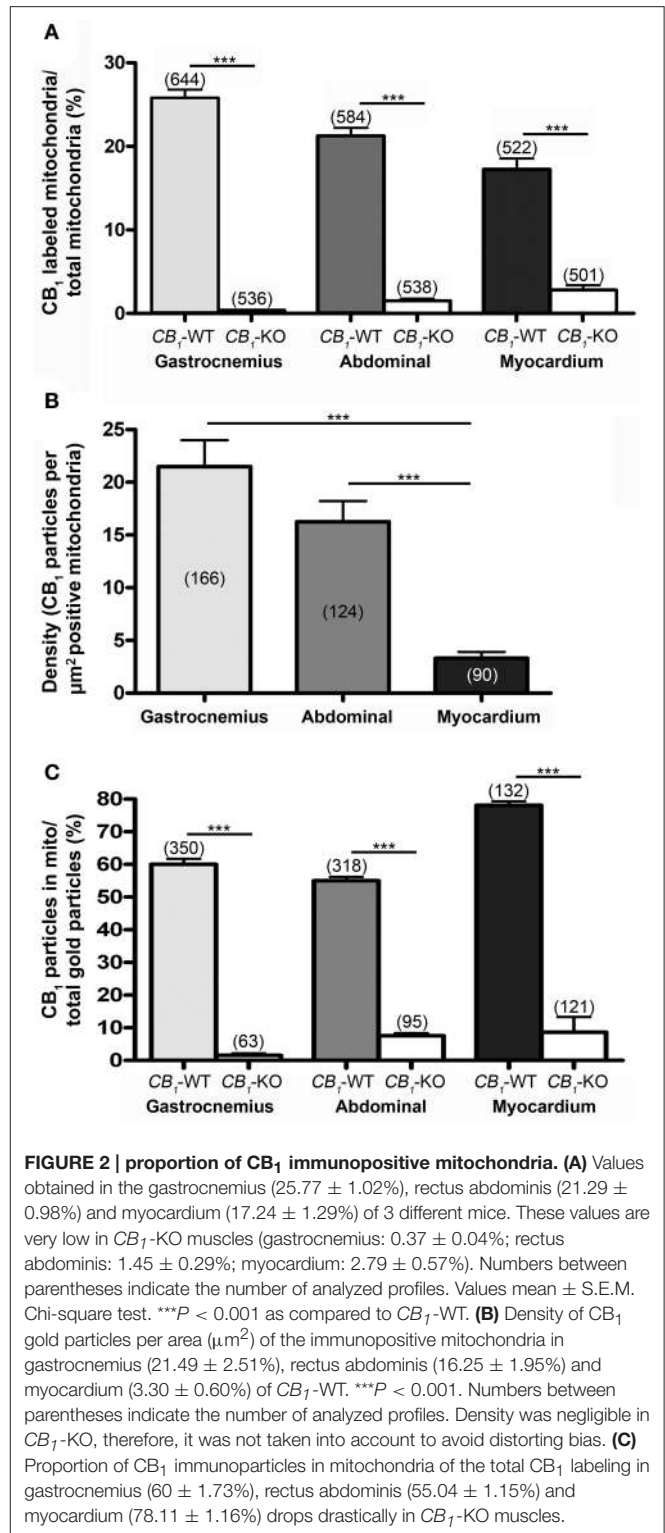 A
CB₁ labeled mitochondria/
total mitochondria (%)
30
20
10
0
(644)
***
(536)
(584)
***
(538)
(522)
***
(501)
CB₁-WT CB₁-KO CB₁-WT CB₁-KO CB₁-WT CB₁-KO
Gastrocnemius Abdominal Myocardium
B
Density (CB₁ particles per
µm² positive mitochondria)
25
20
15
10
5
0
***
***
(166)
(124)
(90)
Gastrocnemius Abdominal Myocardium
C
CB₁ particles in mito/
total gold particles (%)
80
70
60
50
40
30
20
10
0
(350)
***
(63)
(318)
***
(95)
(132)
***
(121)
CB₁-WT CB₁-KO CB₁-WT CB₁-KO CB₁-WT CB₁-KO
Gastrocnemius Abdominal Myocardium
FIGURE 2 | proportion of CB₁ immunopositive mitochondria. (A) Values
obtained in the gastrocnemius (25.77 ± 1.02%), rectus abdominis (21.29 ±
0.98%) and myocardium (17.24 ± 1.29%) of 3 different mice. These values are
very low in CB₁-KO muscles (gastrocnemius: 0.37 ± 0.04%; rectus
abdominis: 1.45 ± 0.29%; myocardium: 2.79 ± 0.57%). Numbers between
parentheses indicate the number of analyzed profiles. Values mean ± S.E.M.
Chi-square test. ***P < 0.001 as compared to CB₁-WT. (B) Density of CB₁
gold particles per area (µm²) of the immunopositive mitochondria in
gastrocnemius (21.49 ± 2.51%), rectus abdominis (16.25 ± 1.95%) and
myocardium (3.30 ± 0.60%) of CB₁-WT. ***P < 0.001. Numbers between
parentheses indicate the number of analyzed profiles. Density was negligible in
CB₁-KO, therefore, it was not taken into account to avoid distorting bias. (C)
Proportion of CB₁ immunoparticles in mitochondria of the total CB₁ labeling in
gastrocnemius (60 ± 1.73%), rectus abdominis (55.04 ± 1.15%) and
myocardium (78.11 ± 1.16%) drops drastically in CB₁-KO muscles.